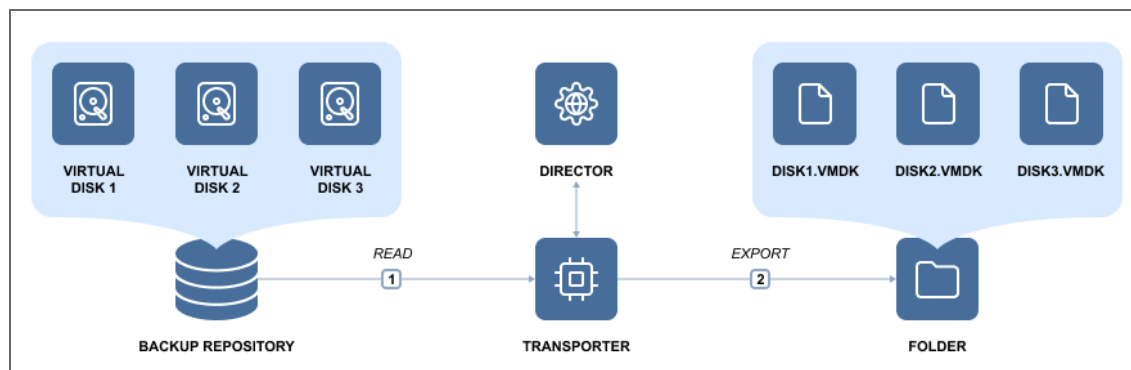 VIRTUAL
DISK 1
VIRTUAL
DISK 2
VIRTUAL
DISK 3
DIRECTOR
DISK1.VMDK
DISK2.VMDK
DISK3.VMDK
READ
1
EXPORT
2
BACKUP REPOSITORY
TRANSPORTER
FOLDER